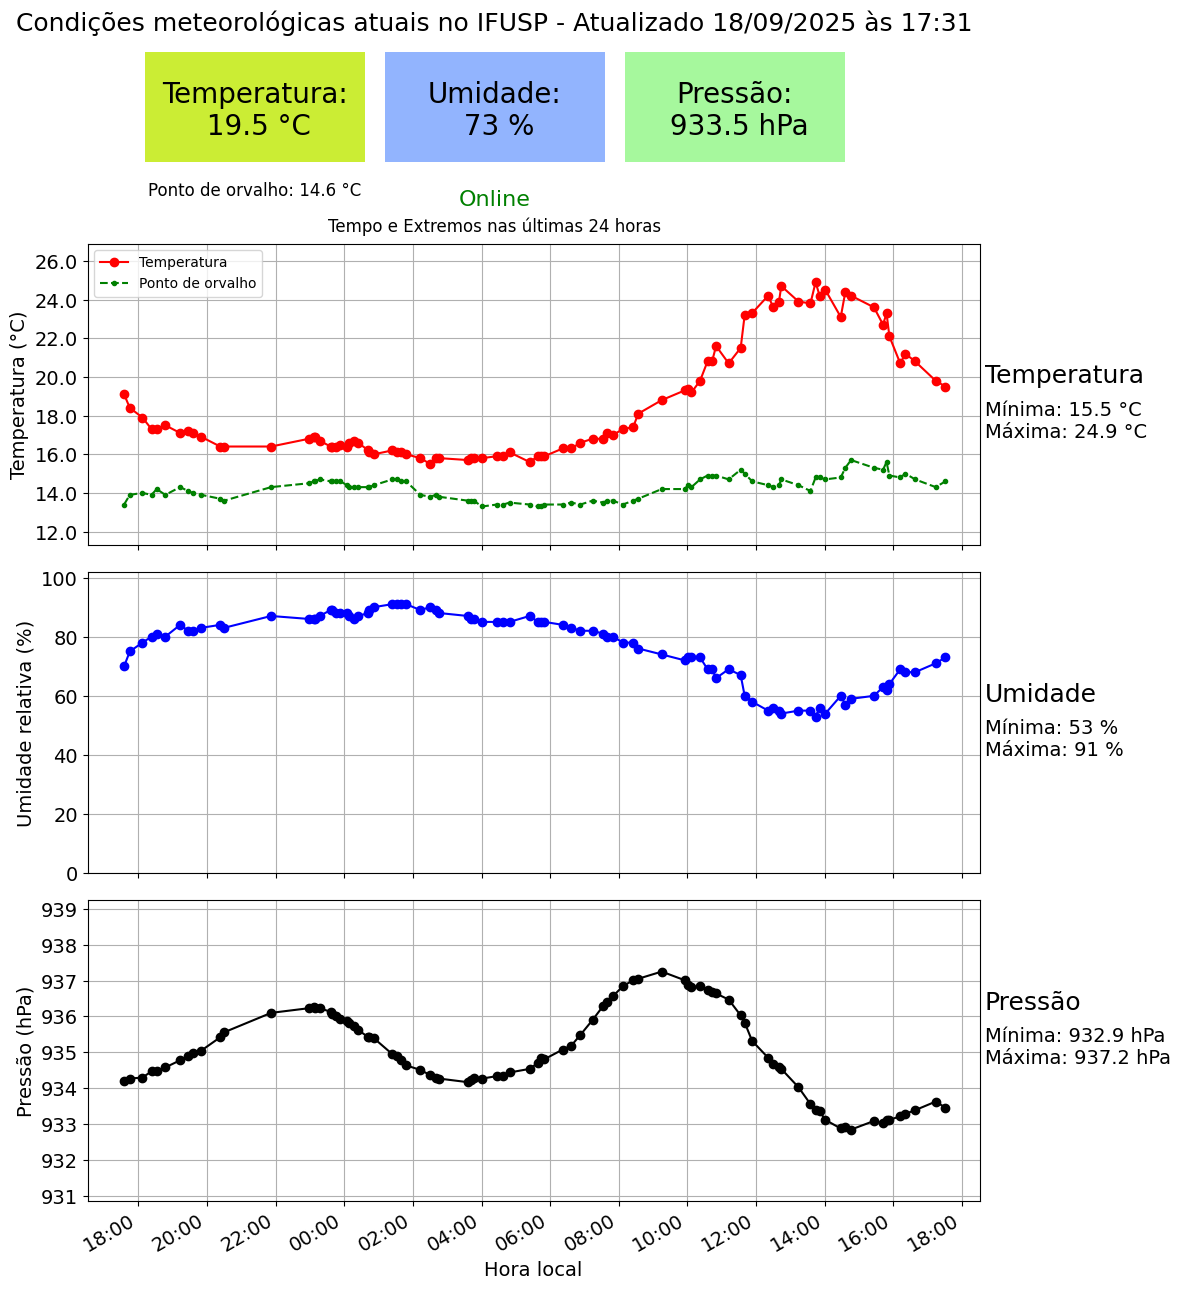 Condições meteorológicas atuais no IFUSP - Atualizado 18/09/2025 às 17:31
Temperatura:
19.5 °C
Umidade:
73 %
Pressão:
933.5 hPa
Ponto de orvalho: 14.6 °C
Online
Tempo e Extremos nas últimas 24 horas
Temperatura (°C)
26.0
24.0
22.0
20.0
18.0
16.0
14.0
12.0
Temperatura
Ponto de orvalho
Temperatura
Mínima: 15.5 °C
Máxima: 24.9 °C
Umidade relativa (%)
100
80
60
40
20
0
Umidade
Mínima: 53 %
Máxima: 91 %
Pressão (hPa)
939
938
937
936
935
934
933
932
931
Pressão
Mínima: 932.9 hPa
Máxima: 937.2 hPa
18:00 20:00 22:00 00:00 02:00 04:00 06:00 08:00 10:00 12:00 14:00 16:00 18:00
Hora local